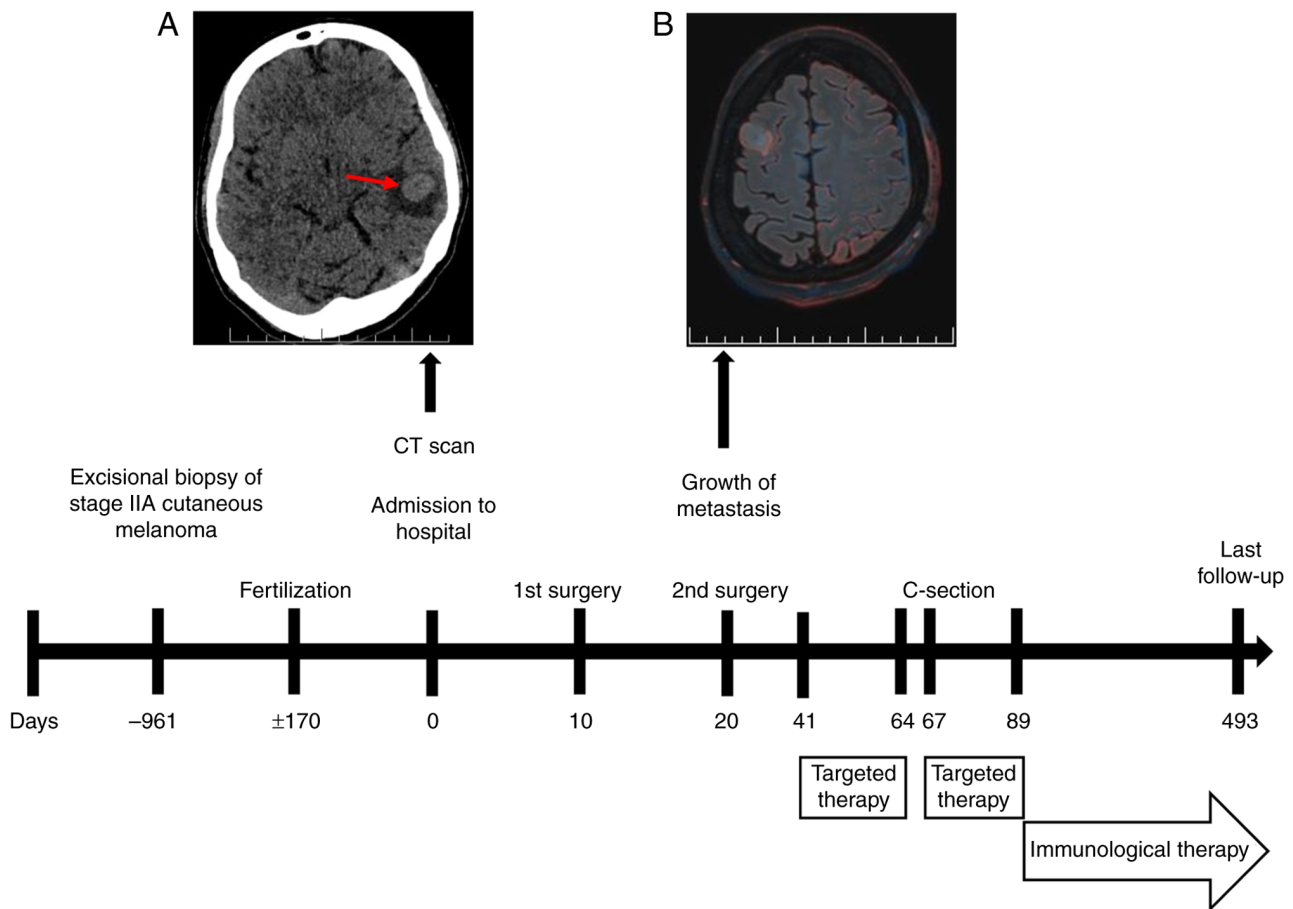 A
B
CT scan
Excisional biopsy of
stage IIA cutaneous
melanoma
Admission to
hospital
Growth of
metastasis
Last
follow-up
Fertilization
1st surgery
2nd surgery
C-section
Days
–961
±170
0
10
20
41
64
67
89
493
Targeted
therapy
Targeted
therapy
Immunological therapy